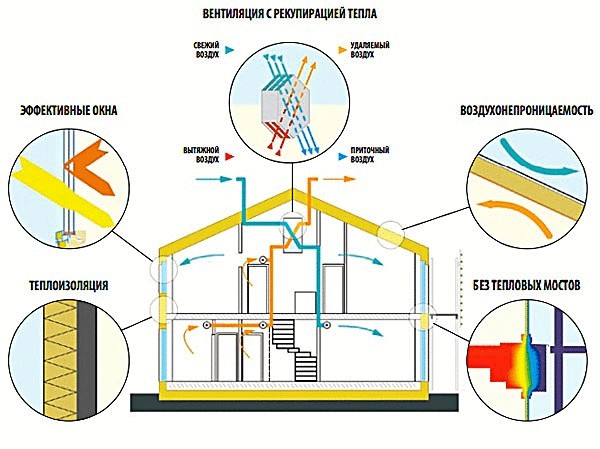 ВЕНТИЛЯЦИЯ С РЕКУПИРАЦИЕЙ ТЕПЛА
СВЕЖИЙ
ВОЗДУХ
УДАЛЯЕМЫЙ
ВОЗДУХ
ЭФФЕКТИВНЫЕ ОКНА
ВОЗДУХОНЕПРОНИЦАЕМОСТЬ
ВЫТЯЖНОЙ
ВОЗДУХ
ПРИТОЧНЫЙ
ВОЗДУХ
ТЕПЛОИЗОЛЯЦИЯ
БЕЗ ТЕПЛОВЫХ МОСТОВ